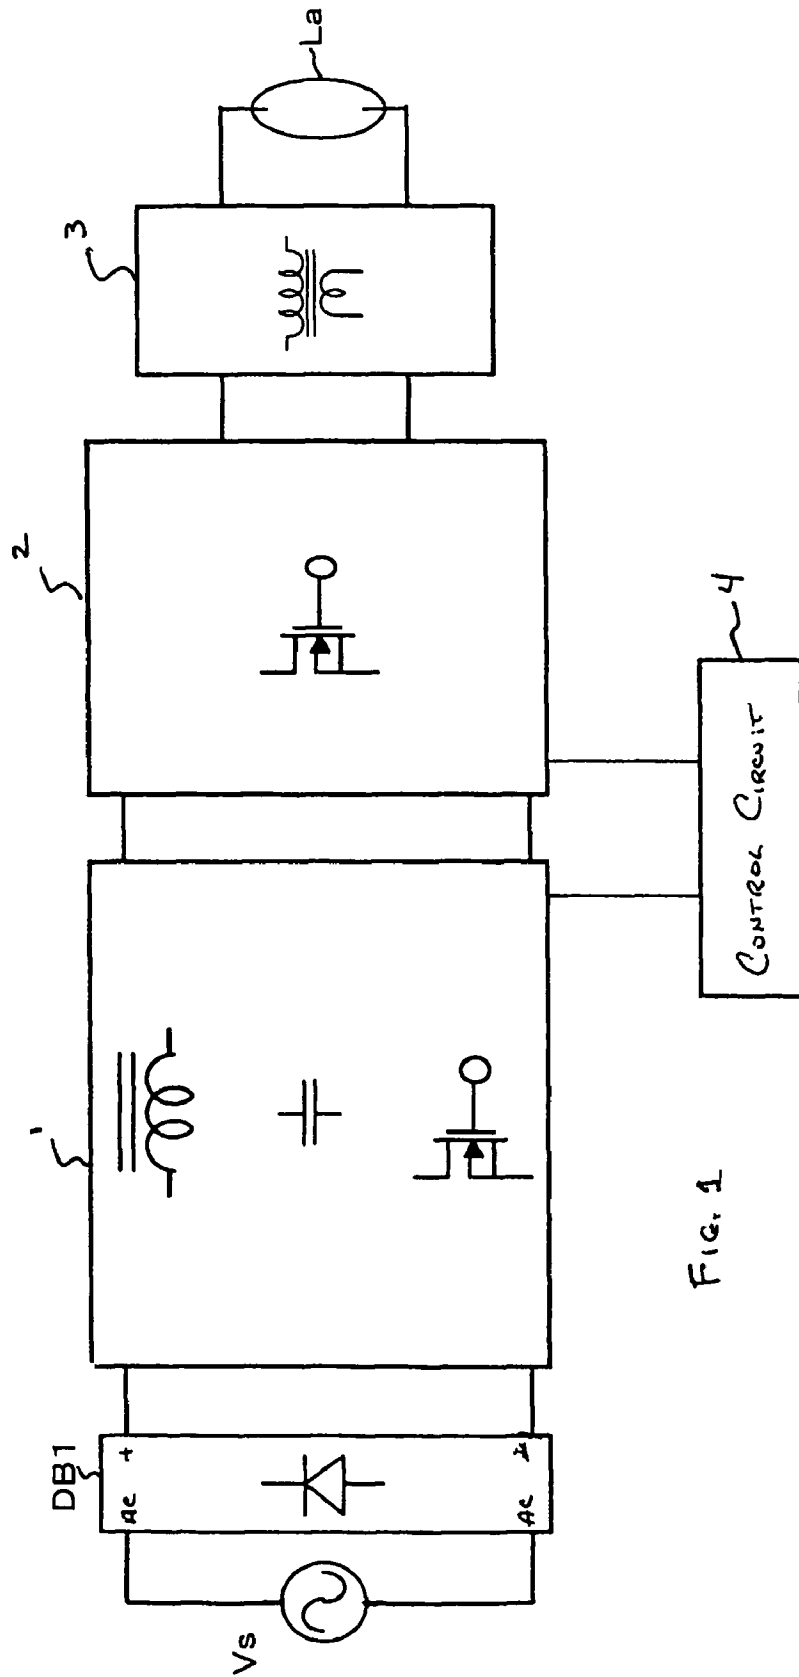 Vs
DB1
AC
+
AC
1
2
3
La
4
CONTROL CIRCUIT
FIG. 1